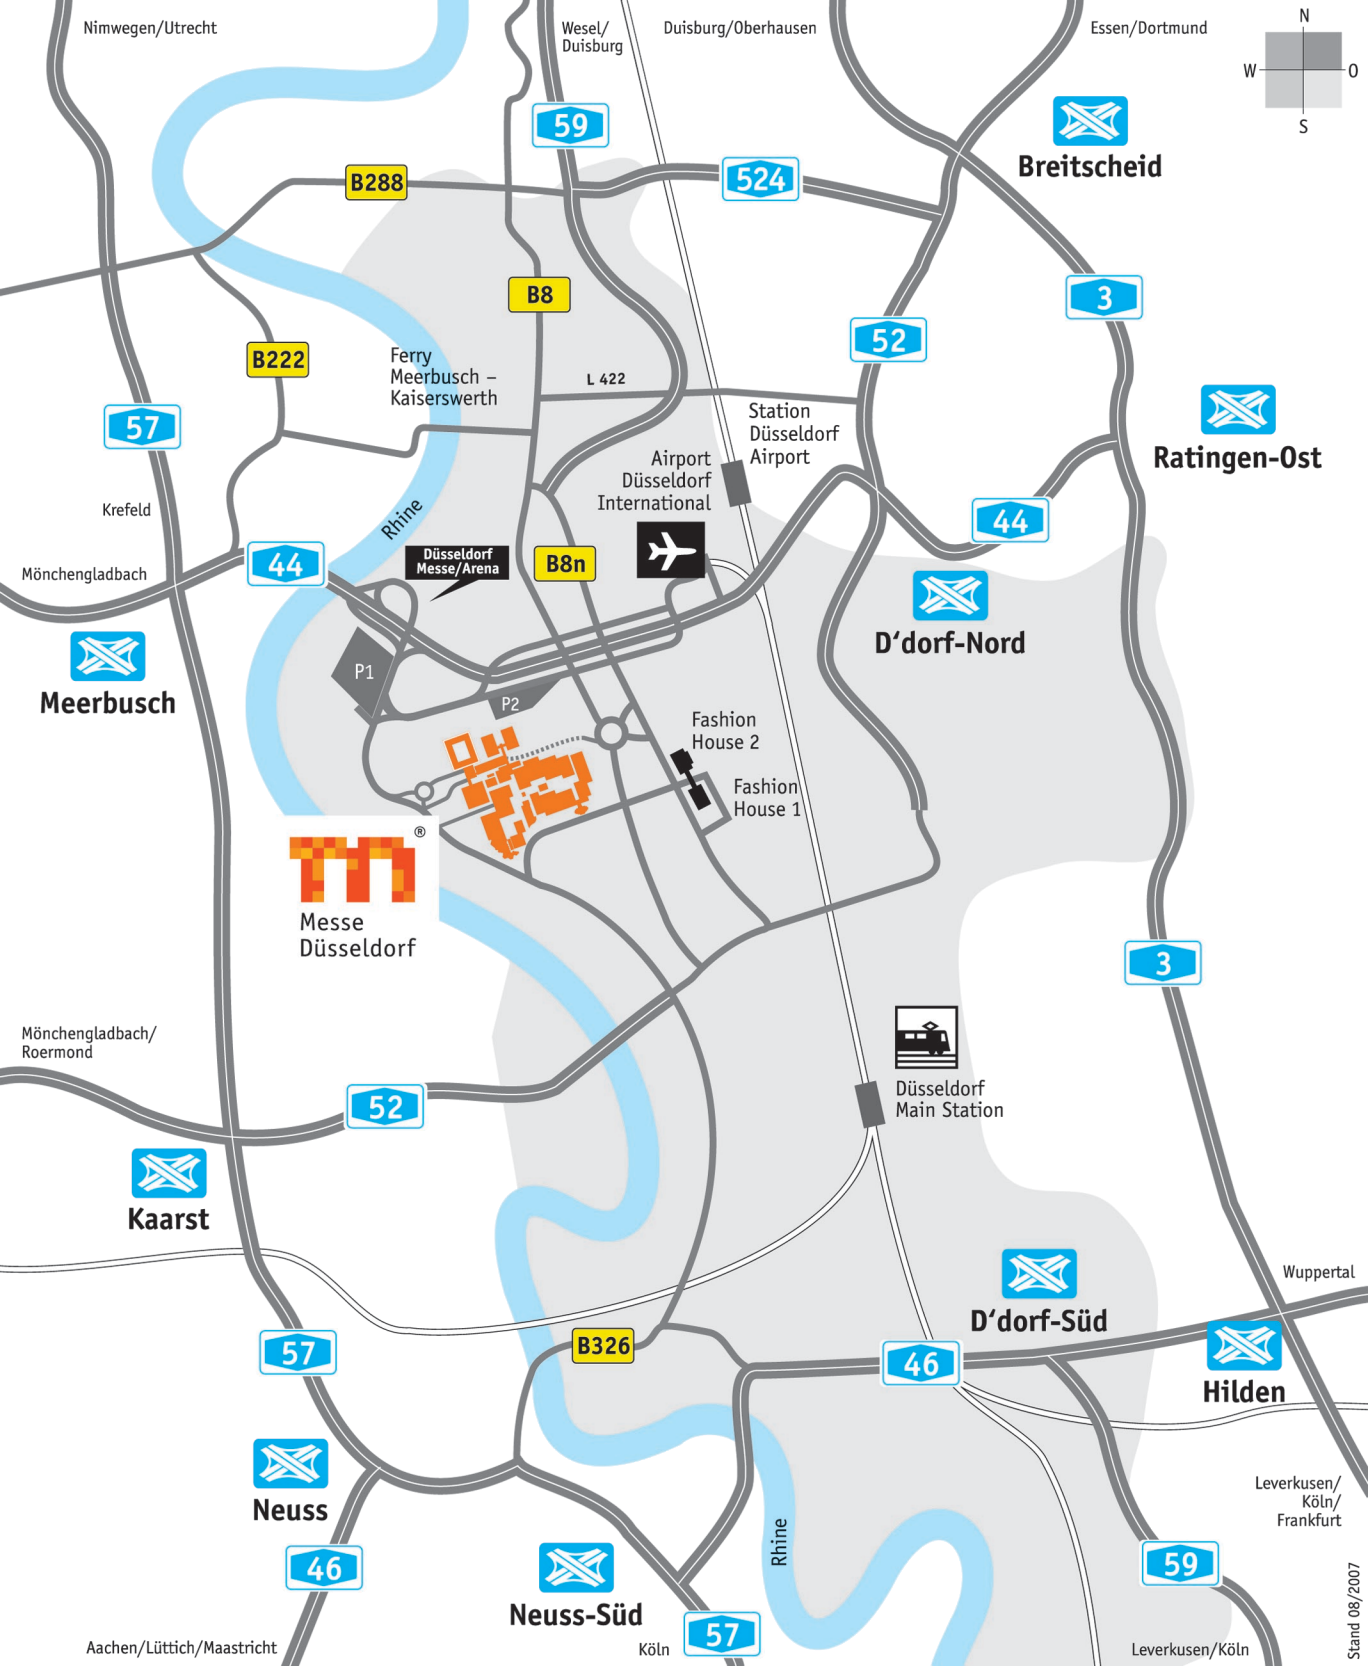 Nimwegen/Utrecht
Wesel/
Duisburg
Duisburg/Oberhausen
Essen/Dortmund
N
W
O
S
59
Breitscheid
B288
524
B8
3
52
Ferry
Meerbusch –
Kaiserswerth
B222
L 422
57
Station
Düsseldorf
Airport
Ratingen-Ost
Airport
Düsseldorf
International
Krefeld
Rhine
44
Düsseldorf
Messe/Arena
B8n
44
Mönchengladbach
D‘dorf-Nord
Meerbusch
P1
P2
Fashion
House 2
Fashion
House 1
®
Messe
Düsseldorf
3
Mönchengladbach/
Roermond
52
Düsseldorf
Main Station
Kaarst
Wuppertal
D‘dorf-Süd
57
B326
46
Hilden
Neuss
Leverkusen/
Köln/
Frankfurt
Rhine
46
59
Neuss-Süd
57
Aachen/Lüttich/Maastricht
Köln
Leverkusen/Köln
Stand 08/2007